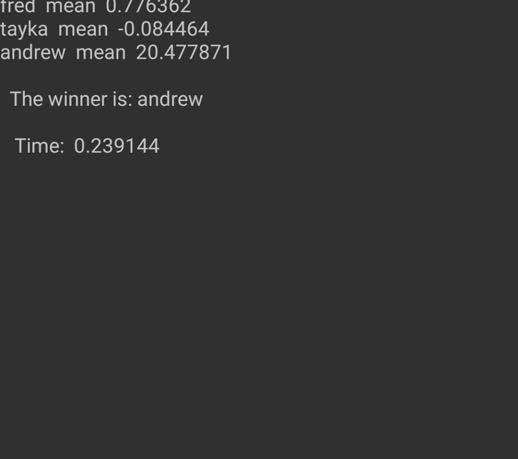 fred mean 0.776362
tayka mean -0.084464
andrew mean 20.477871
The winner is: andrew
Time: 0.239144